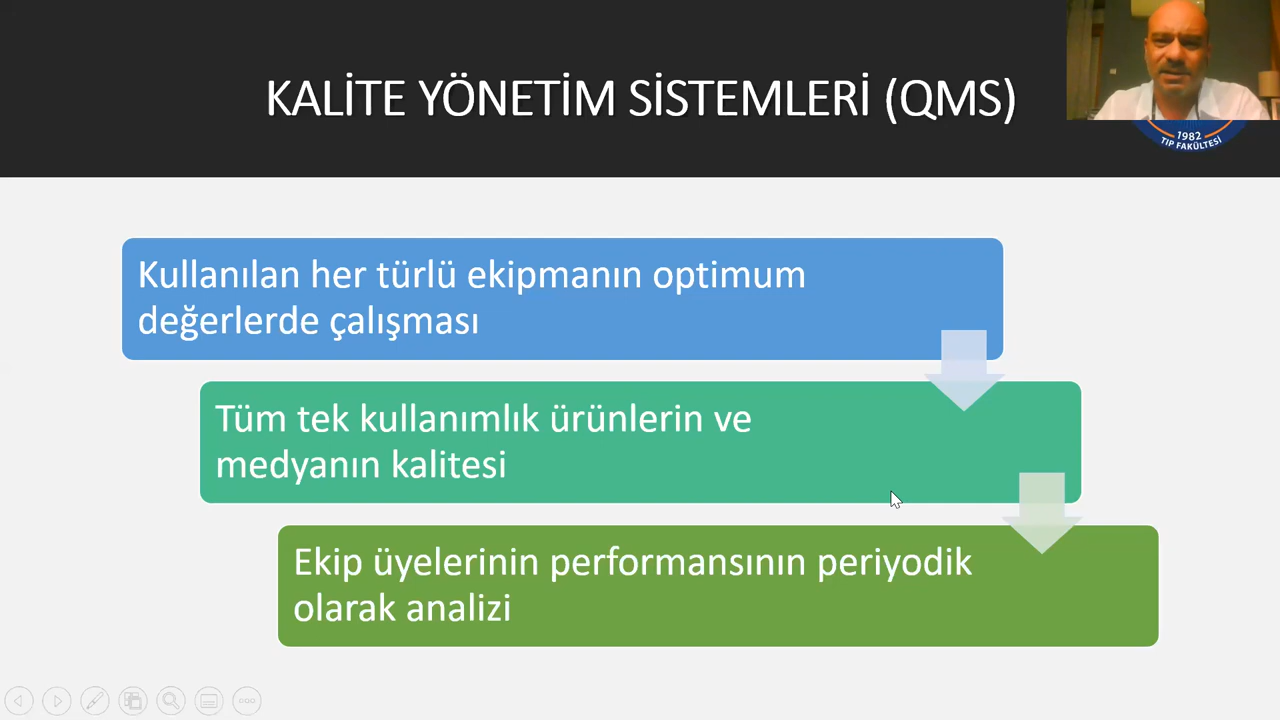 KALİTE YÖNETİM SİSTEMLERİ (QMS)
1982
TIP FAKÜLTESİ
Kullanılan her türlü ekipmanın optimum
değerlerde çalışması
Tüm tek kullanımlık ürünlerin ve
medyanın kalitesi
Ekip üyelerinin performansının periyodik
olarak analizi